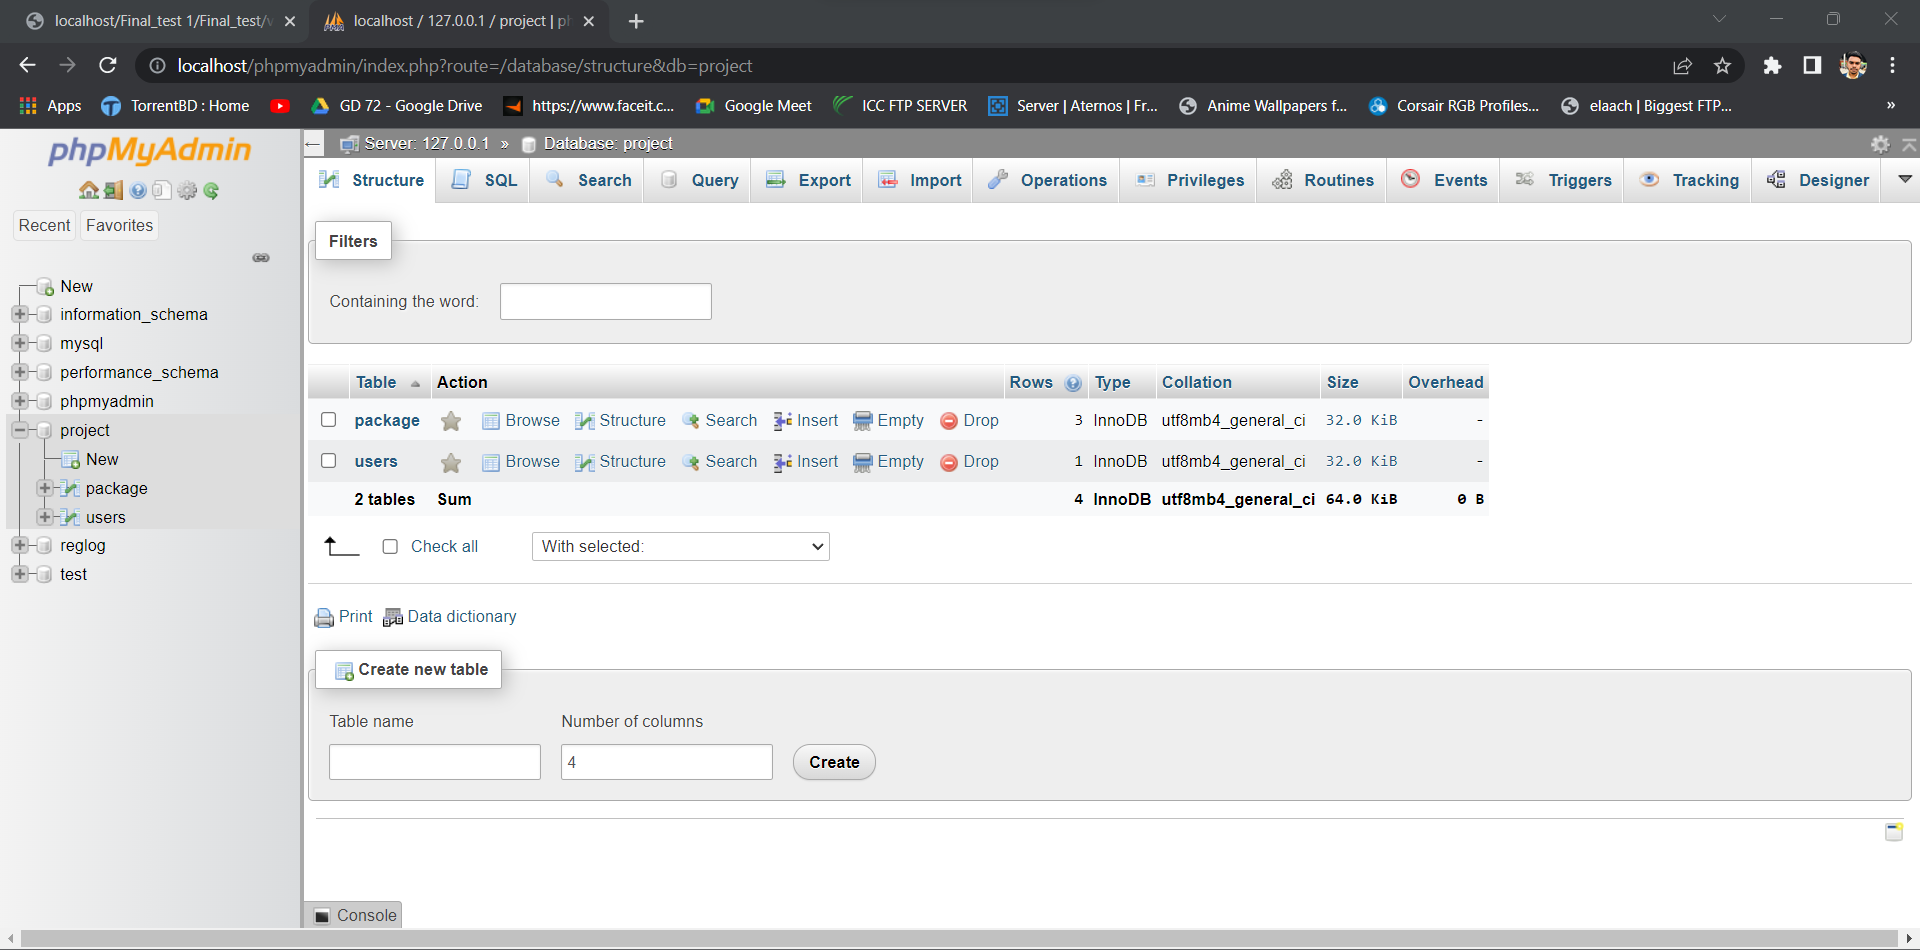 localhost/Final_test 1/Final_test/
localhost / 127.0.0.1 / project | ph
localhost/phpmyadmin/index.php?route=/database/structure&db=project
Apps TorrentBD : Home GD 72 - Google Drive https://www.faceit.c... Google Meet ICC FTP SERVER Server | Aternos | Fr... Anime Wallpapers f... Corsair RGB Profiles... elaach | Biggest FTP... »
phpMyAdmin
Recent Favorites
New
information_schema
mysql
performance_schema
phpmyadmin
project
New
package
users
reglog
test
Server: 127.0.0.1 » Database: project
Structure SQL Search Query Export Import Operations Privileges Routines Events Triggers Tracking Designer
Filters
Containing the word:
Table Action Rows Type Collation Size Overhead
package Browse Structure Search Insert Empty Drop 3 InnoDB utf8mb4_general_ci 32.0 KiB -
users Browse Structure Search Insert Empty Drop 1 InnoDB utf8mb4_general_ci 32.0 KiB -
2 tables Sum 4 InnoDB utf8mb4_general_ci 64.0 KiB 0 B
Check all With selected:
Print Data dictionary
Create new table
Table name Number of columns
4 Create
Console